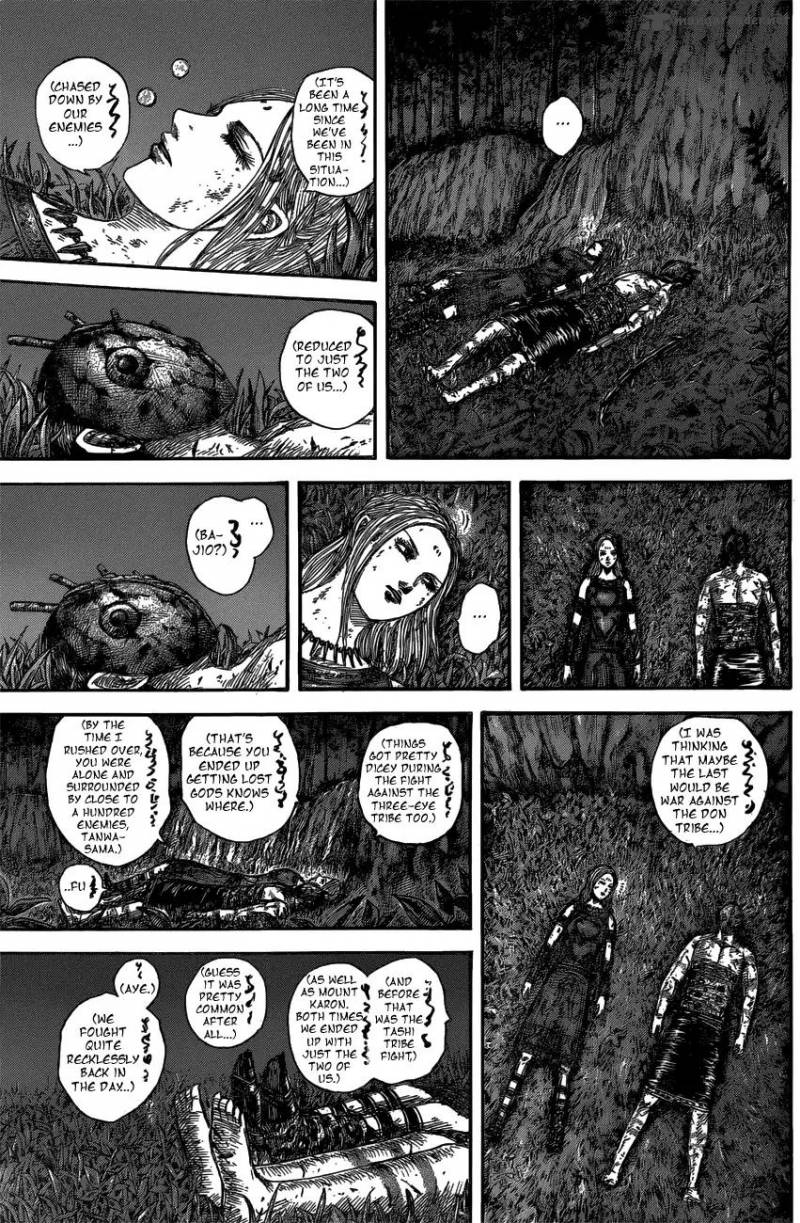 ...
(IT'S
BEEN A
LONG TIME
SINCE
WE'VE
BEEN IN
THIS
SITUA-
TION...)
(CHASED
DOWN BY
OUR
ENEMIES
...)
(REDUCED
TO JUST
THE TWO
OF US...)
...
...
(BA-
JIO?)
(I WAS
THINKING
THAT MAYBE
THE LAST
WOULD BE
WAR AGAINST
THE DON
TRIBE...)
(THINGS
GOT PRETTY
DICEY DURING
THE FIGHT
AGAINST THE
THREE-EYE
TRIBE TOO.)
(THAT'S
BECAUSE YOU
ENDED UP
GETTING LOST
GODS KNOWS
WHERE.)
(BY THE
TIME I
RUSHED OVER,
YOU WERE
ALONE AND
SURROUNDED
BY CLOSE TO
A HUNDRED
ENEMIES,
TANWA-
SAMA.)
..FU
(AND
BEFORE
THAT
WAS THE
TASHI
TRIBE
FIGHT,)
(AS WELL
AS MOUNT
KARON.
BOTH TIMES
WE ENDED
UP WITH
JUST THE
TWO OF
US.)
(GUESS
IT WAS
PRETTY
COMMON
AFTER
ALL...)
(AYE.)
(WE
FOUGHT
QUITE
RECKLESSLY
BACK IN
THE DAY...)